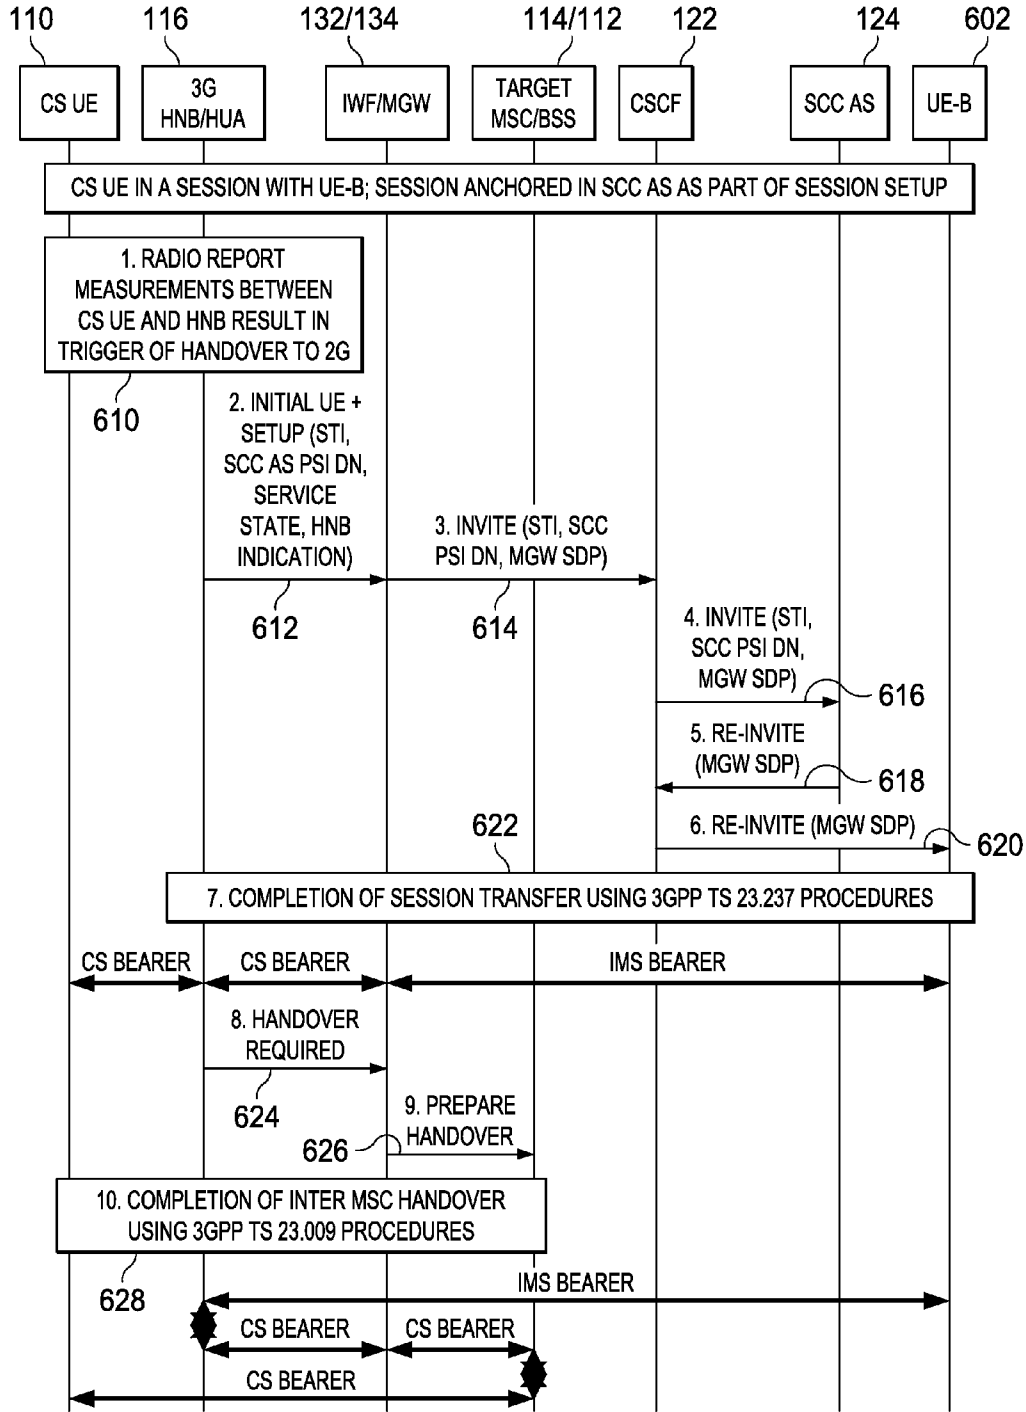 110
116
132/134
114/112
122
124
602
CS UE
3G
HNB/HUA
IWF/MGW
TARGET
MSC/BSS
CSCF
SCC AS
UE-B
CS UE IN A SESSION WITH UE-B; SESSION ANCHORED IN SCC AS AS PART OF SESSION SETUP
1. RADIO REPORT
MEASUREMENTS BETWEEN
CS UE AND HNB RESULT IN
TRIGGER OF HANDOVER TO 2G
610
2. INITIAL UE +
SETUP (STI,
SCC AS PSI DN,
SERVICE
STATE, HNB
INDICATION)
612
3. INVITE (STI, SCC
PSI DN, MGW SDP)
614
4. INVITE (STI,
SCC PSI DN,
MGW SDP)
616
5. RE-INVITE
(MGW SDP)
618
6. RE-INVITE (MGW SDP)
620
622
7. COMPLETION OF SESSION TRANSFER USING 3GPP TS 23.237 PROCEDURES
CS BEARER
CS BEARER
IMS BEARER
8. HANDOVER
REQUIRED
624
9. PREPARE
HANDOVER
626
10. COMPLETION OF INTER MSC HANDOVER
USING 3GPP TS 23.009 PROCEDURES
628
IMS BEARER
CS BEARER
CS BEARER
CS BEARER